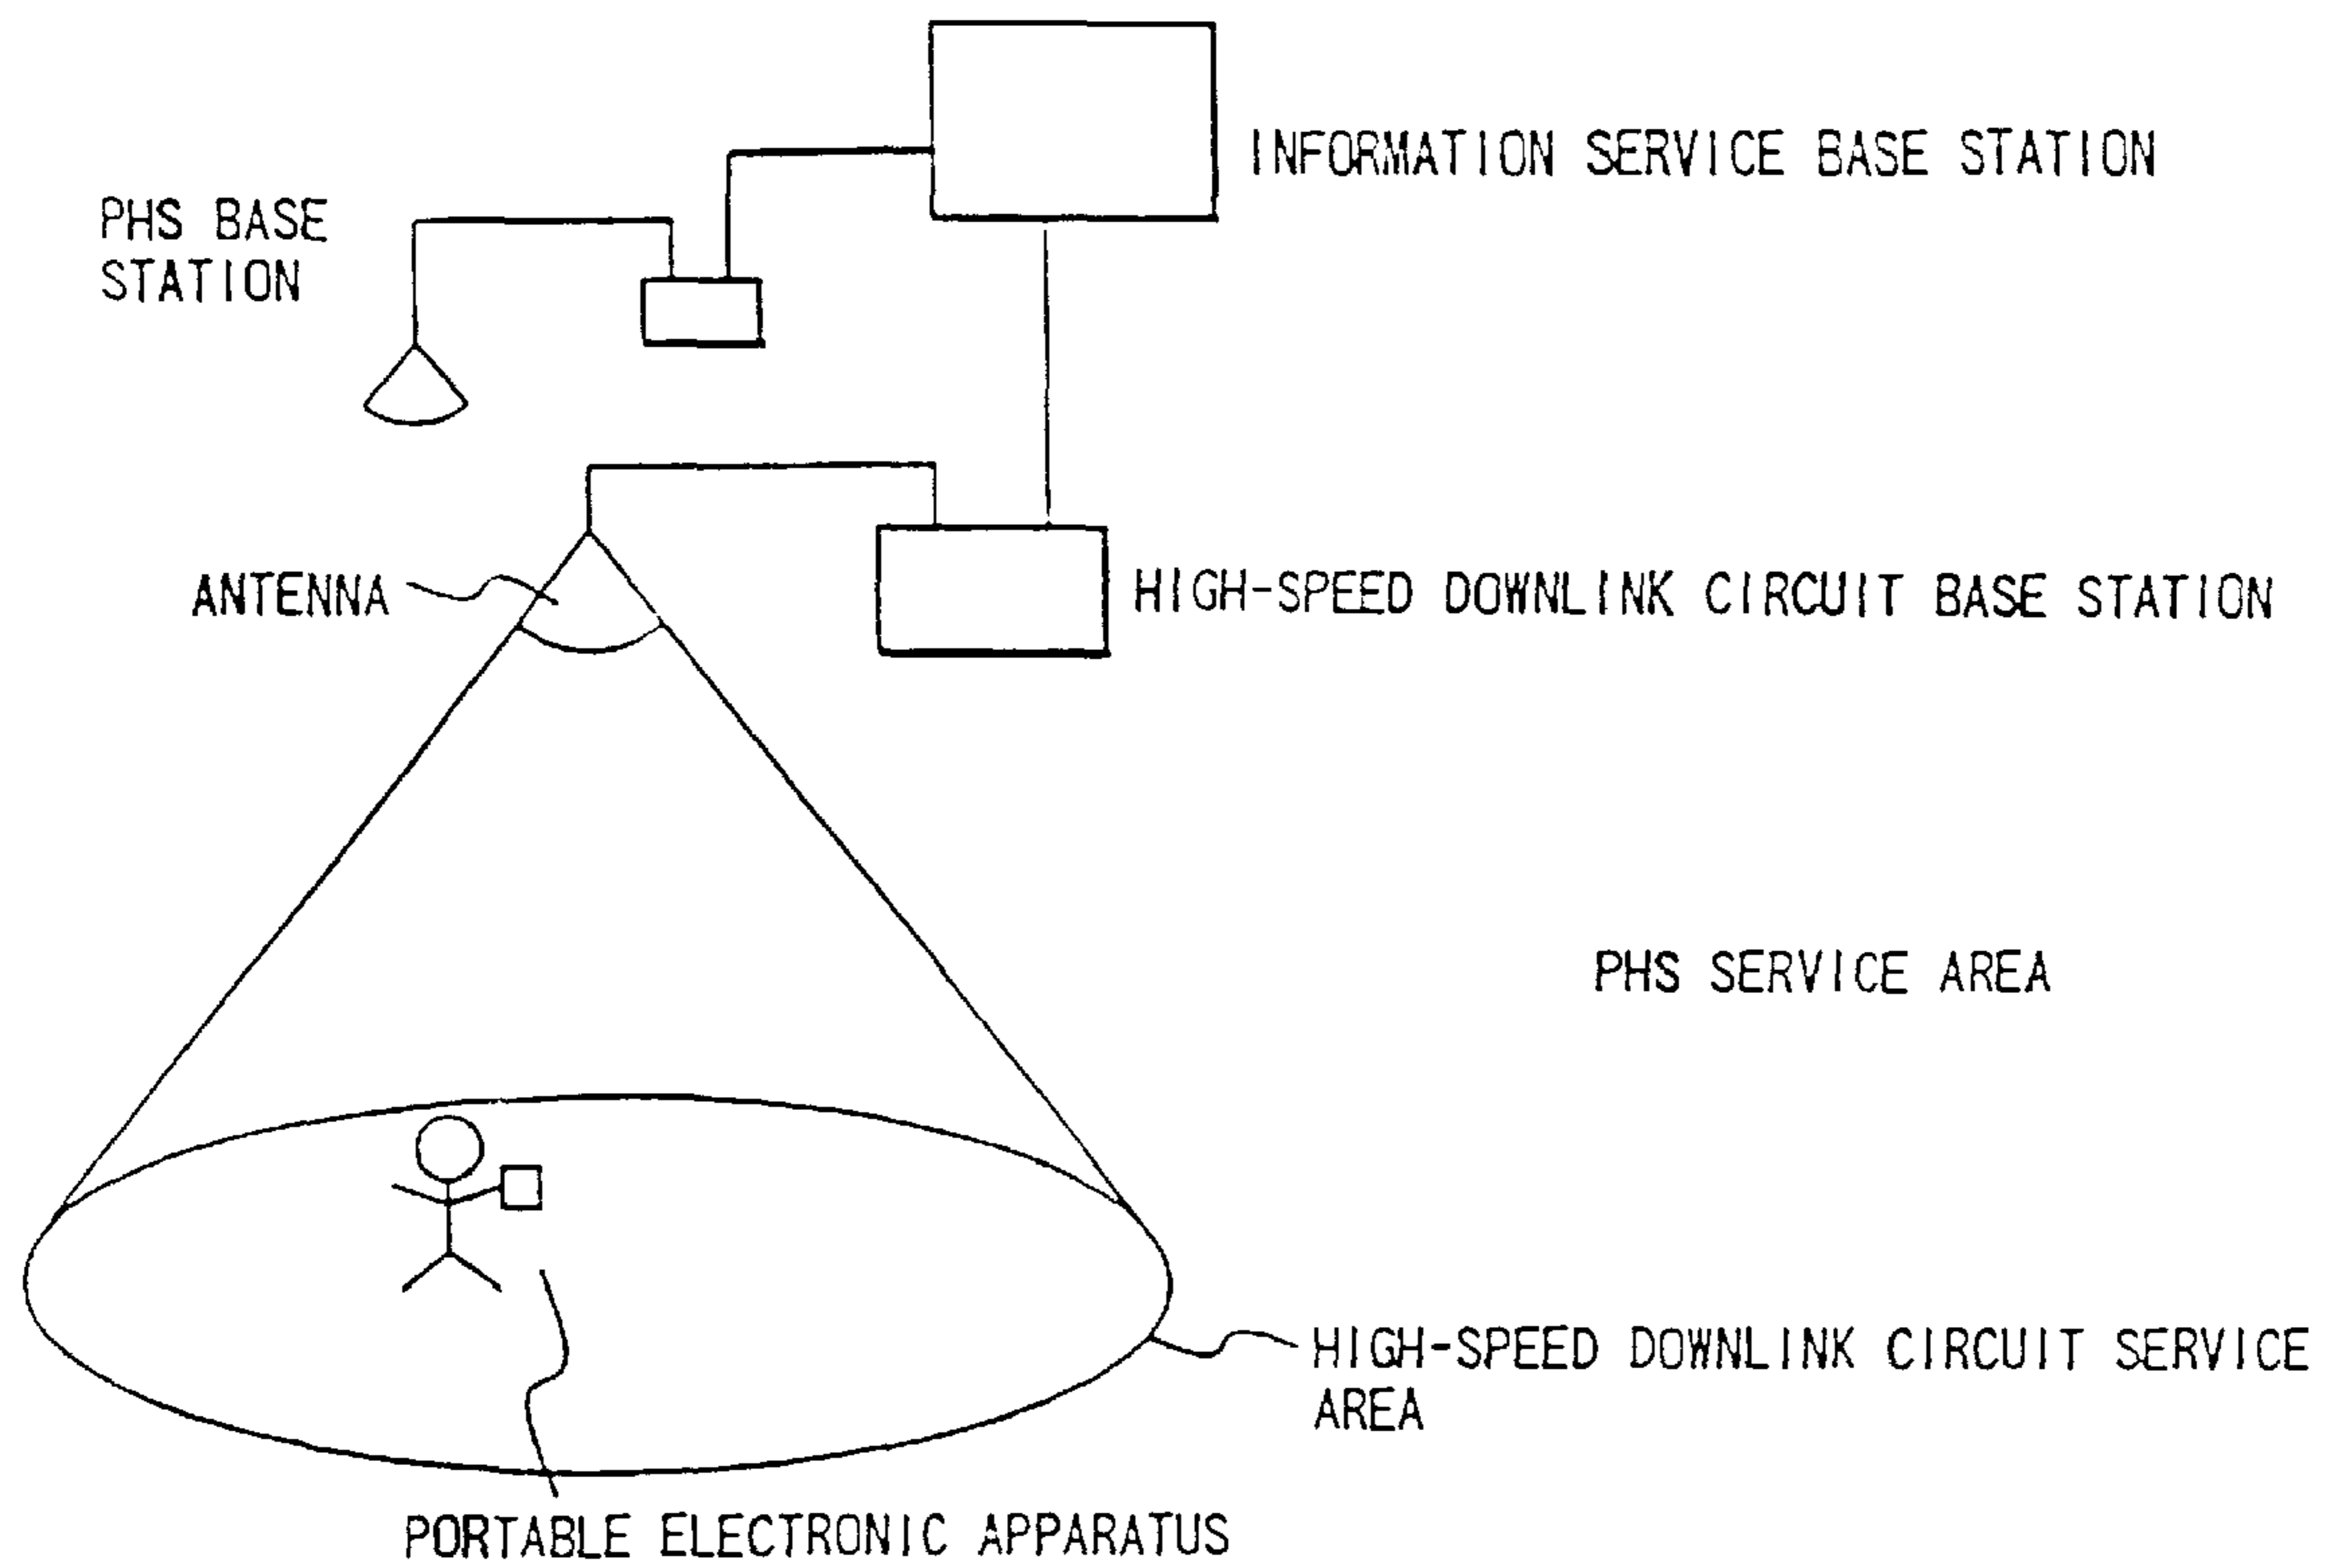 INFORMATION SERVICE BASE STATION
PHS BASE
STATION
ANTENNA
HIGH-SPEED DOWNLINK CIRCUIT BASE STATION
PHS SERVICE AREA
HIGH-SPEED DOWNLINK CIRCUIT SERVICE
AREA
PORTABLE ELECTRONIC APPARATUS